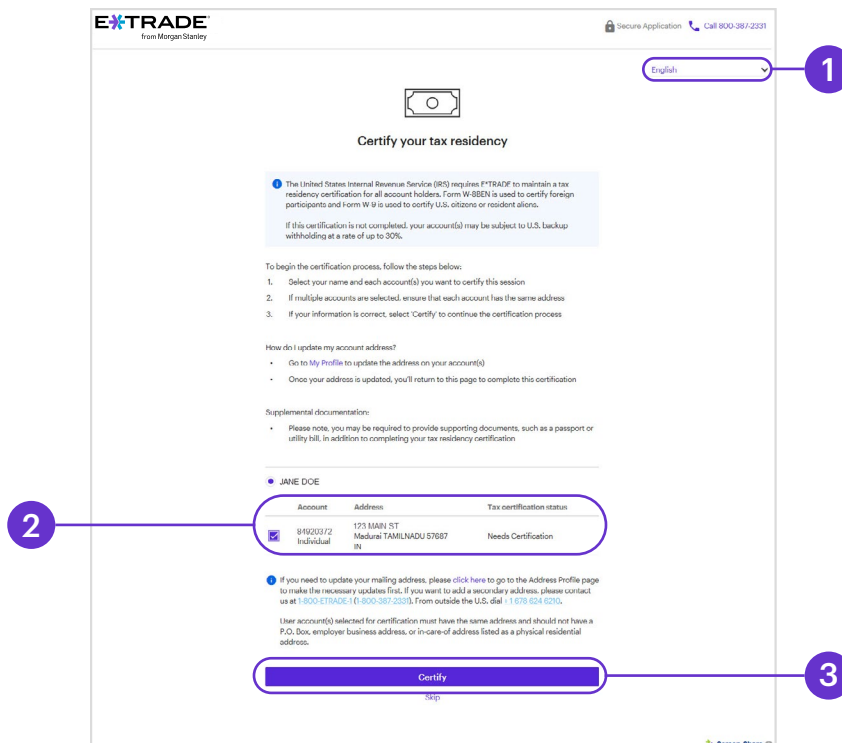 E*TRADE
from Morgan Stanley
Secure Application Call 800-387-2331
English
1
Certify your tax residency
The United States Internal Revenue Service (IRS) requires E*TRADE to maintain a tax
residency certification for all account holders. Form W-8BEN is used to certify foreign
participants and Form W-9 is used to certify U.S. citizens or resident aliens.
If this certification is not completed, your account(s) may be subject to U.S. backup
withholding at a rate of up to 30%.
To begin the certification process, follow the steps below:
1. Select your name and each account(s) you want to certify this session
2. If multiple accounts are selected, ensure that each account has the same address
3. If your information is correct, select 'Certify' to continue the certification process
How do I update my account address?
• Go to My Profile to update the address on your account(s)
• Once your address is updated, you'll return to this page to complete this certification
Supplemental documentation:
• Please note, you may be required to provide supporting documents, such as a passport or
utility bill, in addition to completing your tax residency certification
JANE DOE
2
Account Address Tax certification status
84920372
Individual
123 MAIN ST
Madurai TAMILNADU 57687
IN
Needs Certification
If you need to update your mailing address, please click here to go to the Address Profile page
to make the necessary updates first. If you want to add a secondary address, please contact
us at 1-800-ETRADE-1 (1-800-387-2331). From outside the U.S. dial +1 678 624 6210.
User account(s) selected for certification must have the same address and should not have a
P.O. Box, employer business address, or in-care-of address listed as a physical residential
address.
Certify
3
Skip